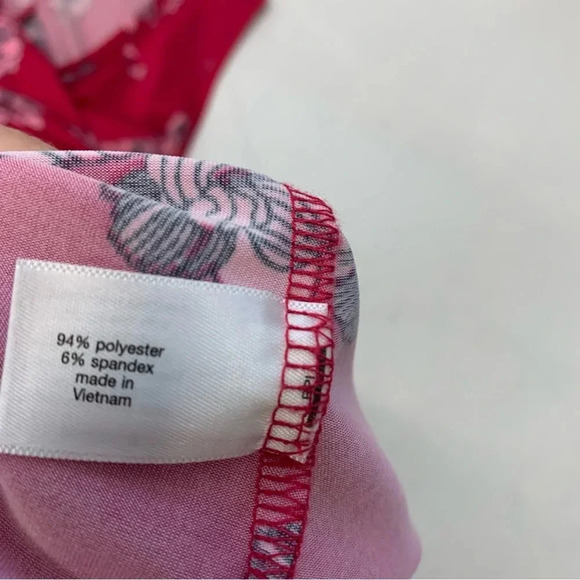 94% polyester
6% spandex
made in
Vietnam